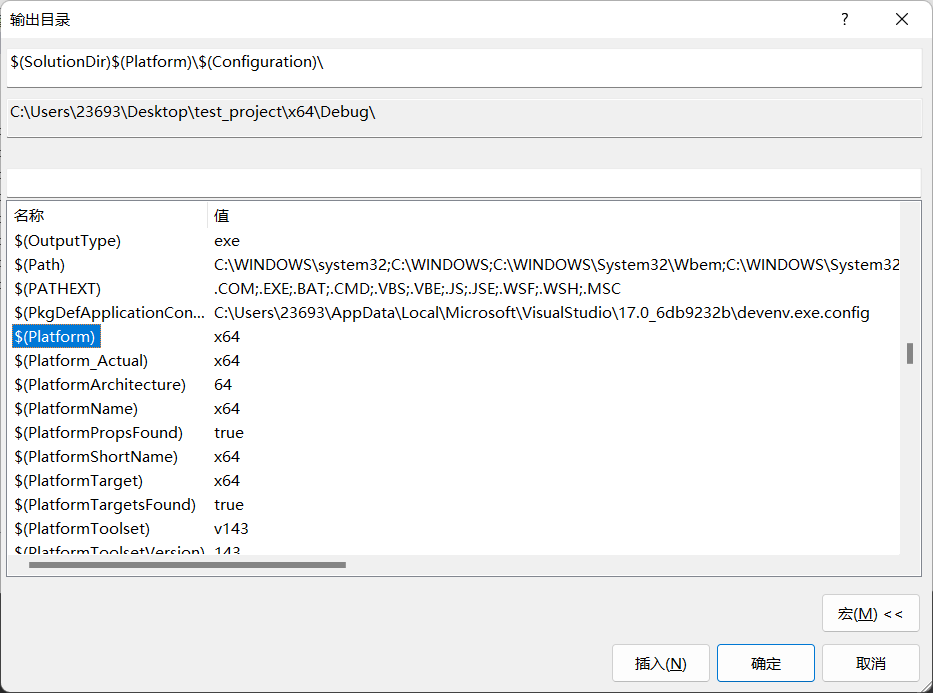 输出目录
$(SolutionDir)$(Platform)\$(Configuration)\
C:\Users\23693\Desktop\test_project\x64\Debug\
名称 值
$(OutputType) exe
$(Path) C:\WINDOWS\system32;C:\WINDOWS;C:\WINDOWS\System32\Wbem;C:\WINDOWS\System32
$(PATHEXT) .COM;.EXE;.BAT;.CMD;.VBS;.VBE;.JS;.JSE;.WSF;.WSH;.MSC
$(PkgDefApplicationCon... C:\Users\23693\AppData\Local\Microsoft\VisualStudio\17.0_6db9232b\devenv.exe.config
$(Platform) x64
$(Platform_Actual) x64
$(PlatformArchitecture) 64
$(PlatformName) x64
$(PlatformPropsFound) true
$(PlatformShortName) x64
$(PlatformTarget) x64
$(PlatformTargetsFound) true
$(PlatformToolset) v143
$(PlatformToolsetVersion) 143
宏(M) <<
插入(N) 确定 取消